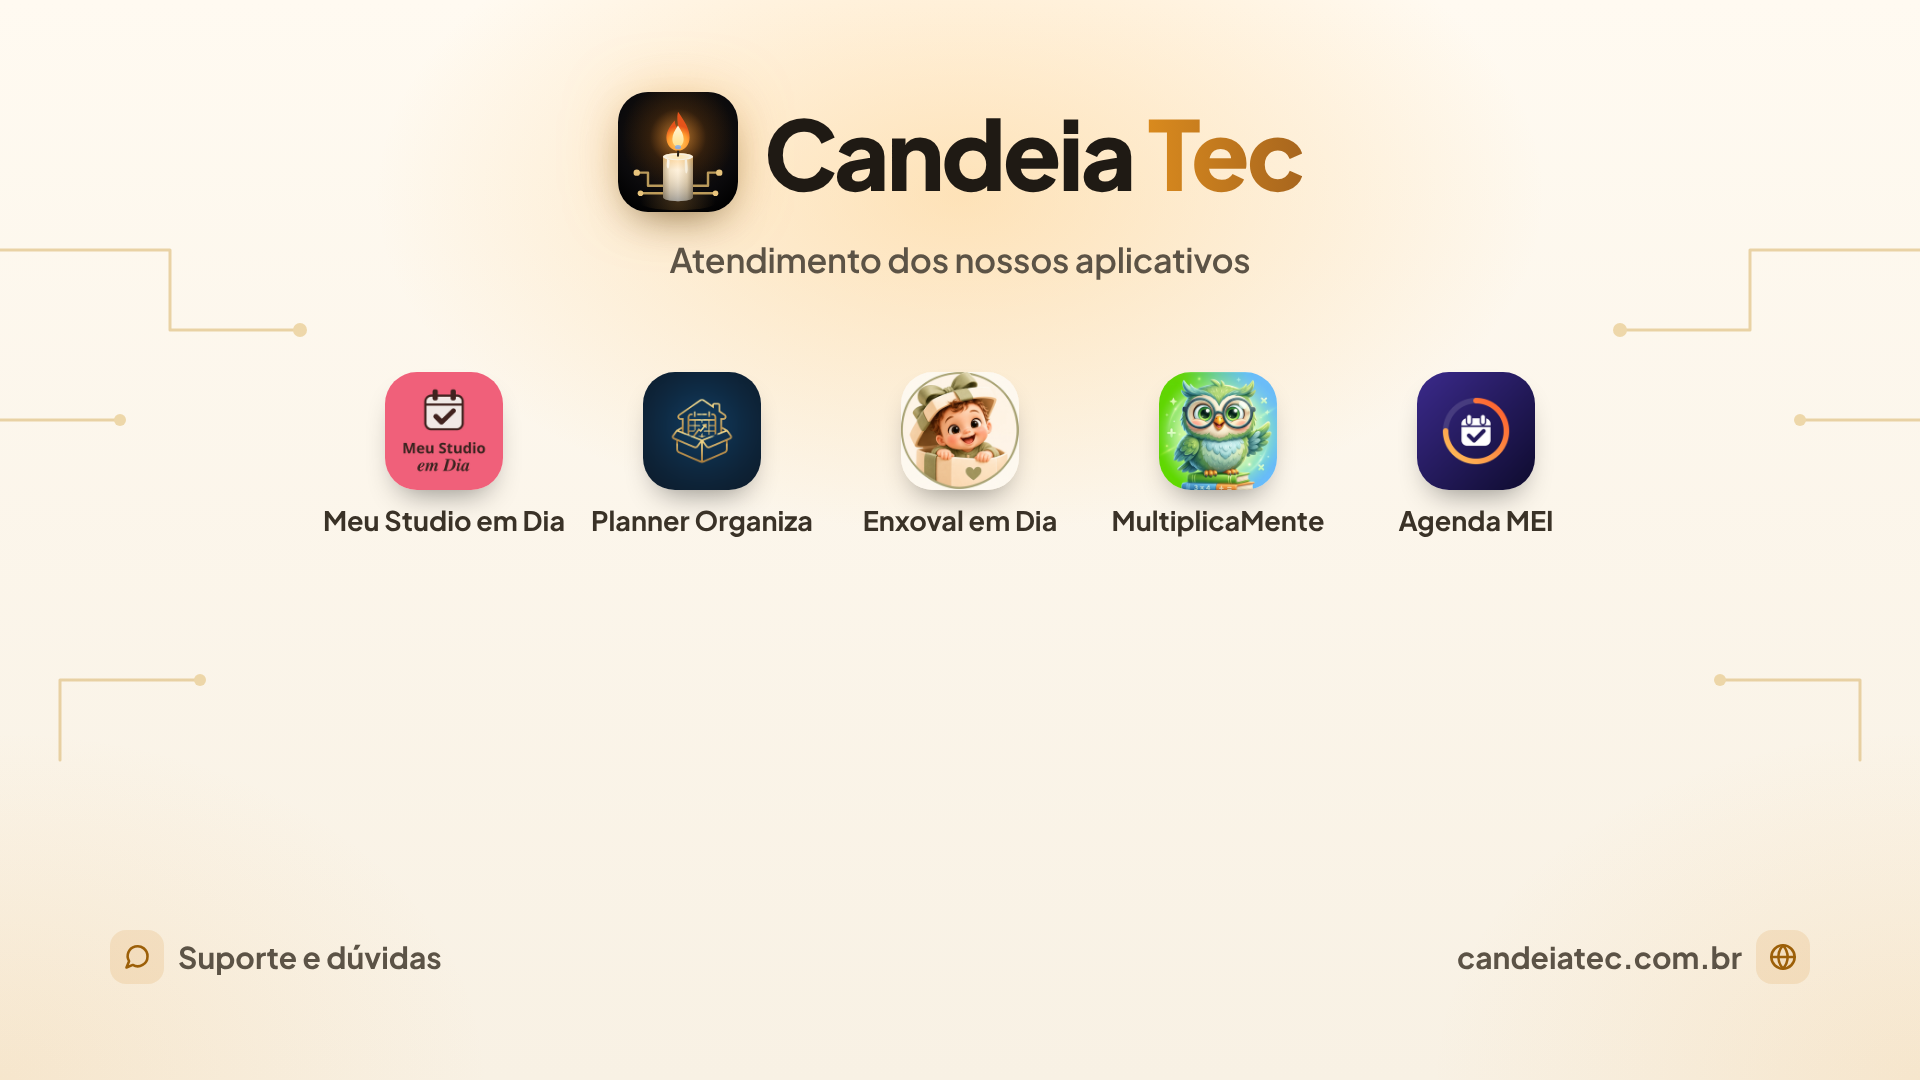 Candeia Tec
Atendimento dos nossos aplicativos
Meu Studio
em Dia
Meu Studio em Dia
Planner Organiza
Enxoval em Dia
MultiplicaMente
Agenda MEI
Suporte e dúvidas
candeiatec.com.br